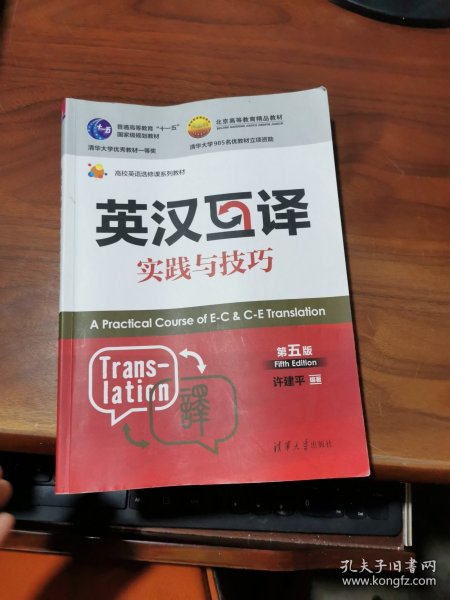 普通高等教育“十一五”
国家级规划教材
北京高等教育精品教材
清华大学优秀教材一等奖
清华大学985名优教材立项资助
高校英语选修课系列教材
英汉互译
实践与技巧
A Practical Course of E-C & C-E Translation
第五版
Fifth Edition
许建平 编著
Trans-
lation
譯
清华大学出版社
孔夫子旧书网
www.kongfz.com